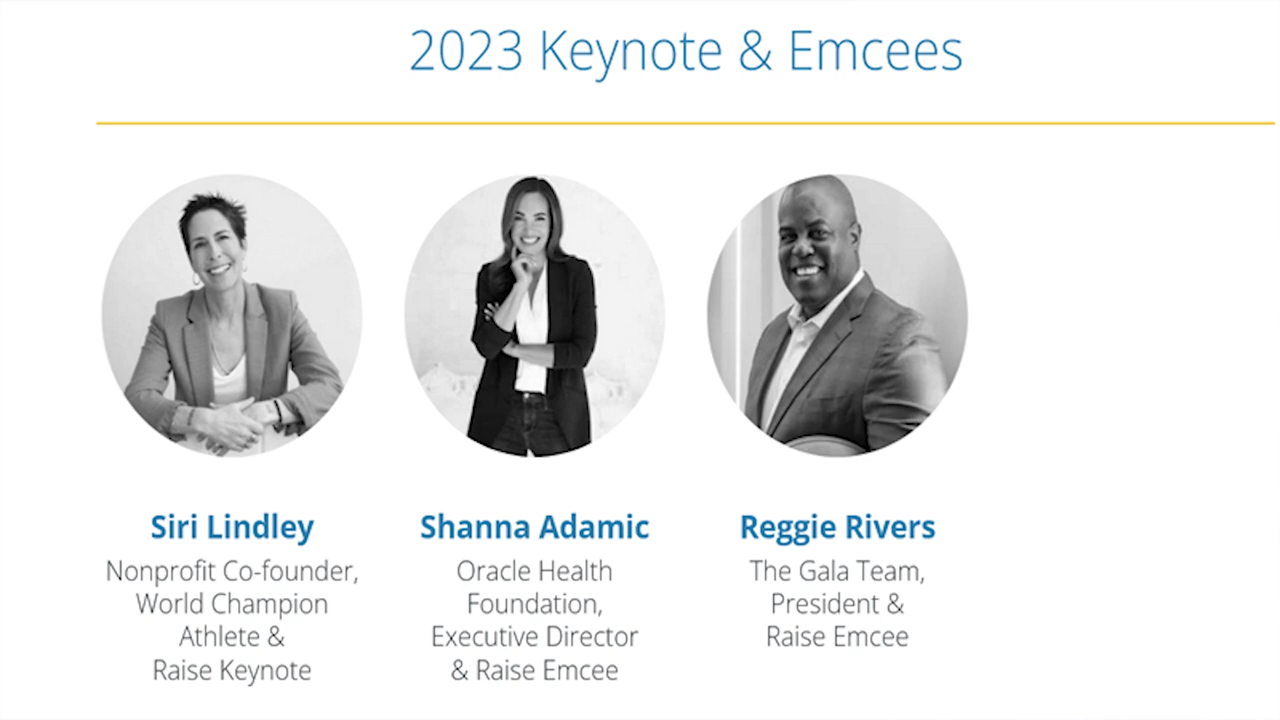 2023 Keynote & Emcees
Siri Lindley
Nonprofit Co-founder,
World Champion
Athlete &
Raise Keynote
Shanna Adamic
Oracle Health
Foundation,
Executive Director
& Raise Emcee
Reggie Rivers
The Gala Team,
President &
Raise Emcee